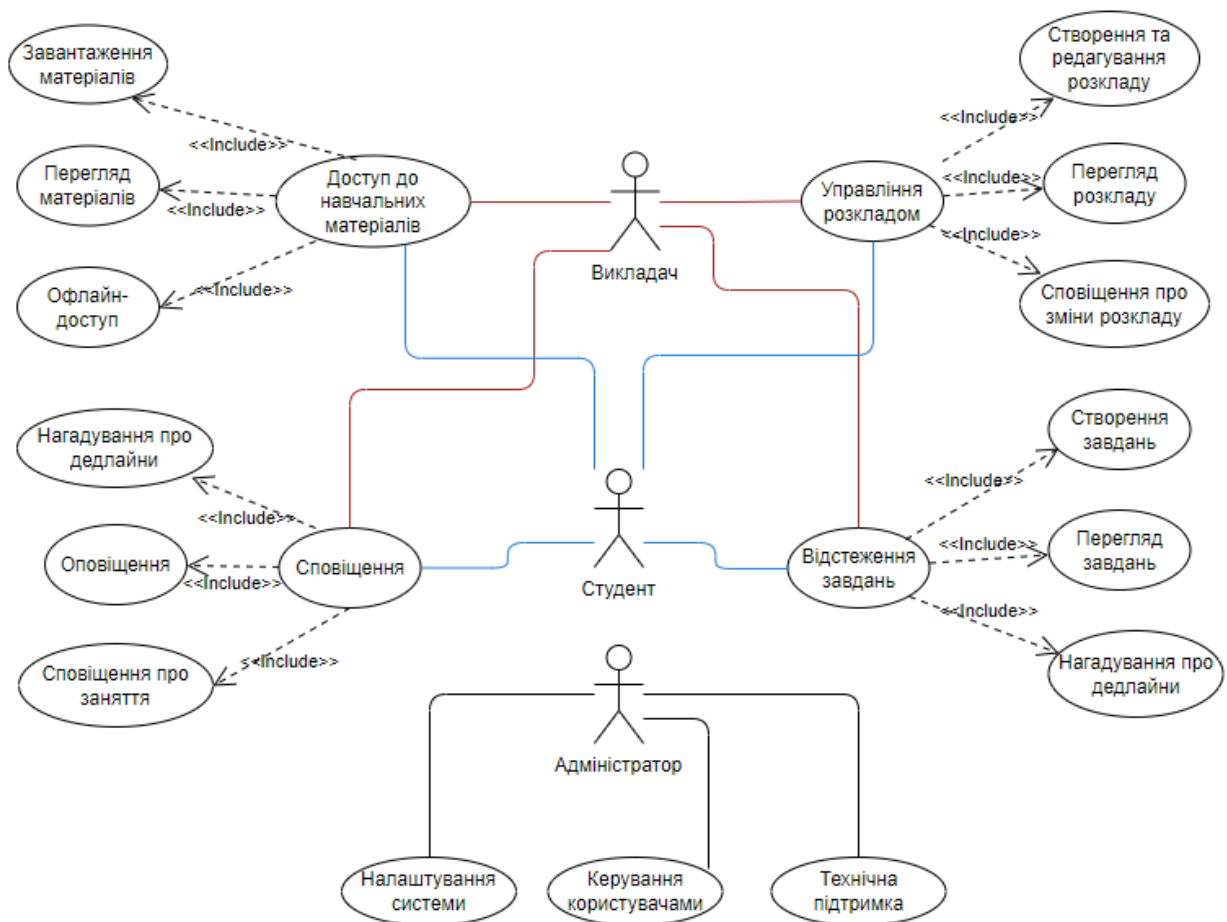 Завантаження
матеріалів
<<Include>>
Перегляд
матеріалів
<<Include>>
Офлайн-
доступ
<<Include>>
Доступ до
навчальних
матеріалів
Викладач
Управління
розкладом
<<Include>>
Створення та
редагування
розкладу
<<Include>>
Перегляд
розкладу
<<Include>>
Сповіщення про
зміни розкладу
Нагадування про
дедлайни
<<Include>>
Оповіщення
<<Include>>
Сповіщення про
заняття
<<Include>>
Сповіщення
Студент
Відстеження
завдань
<<Include>>
Створення
завдань
<<Include>>
Перегляд
завдань
<<Include>>
Нагадування про
дедлайни
Адміністратор
Налаштування
системи
Керування
користувачами
Технічна
підтримка